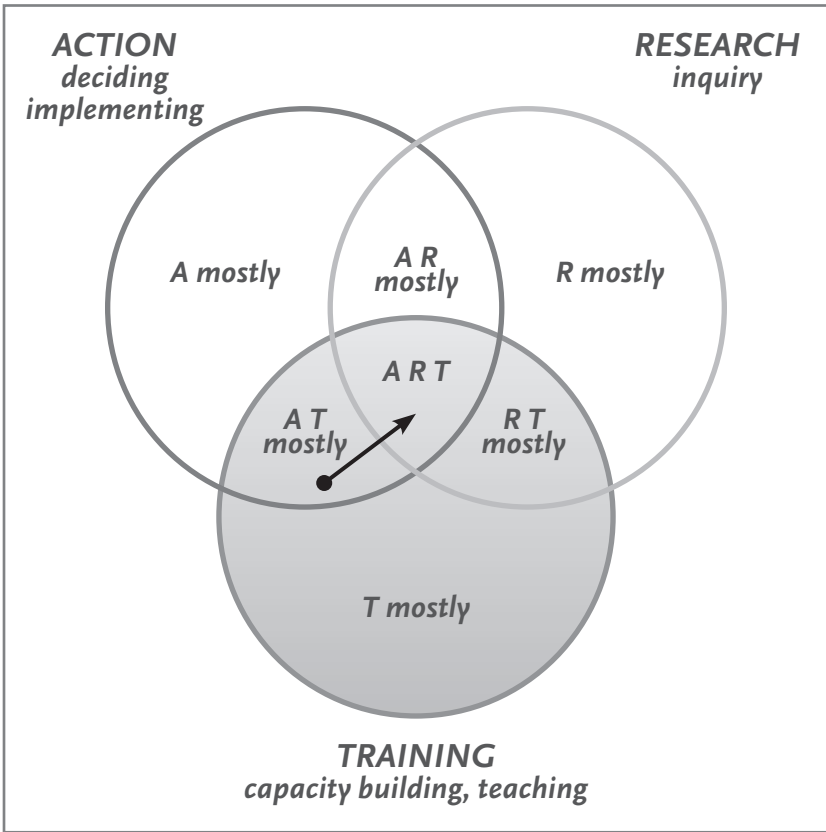 ACTION
deciding
implementing
RESEARCH
inquiry
A mostly
A R
mostly
R mostly
A R T
A T
mostly
R T
mostly
T mostly
TRAINING
capacity building, teaching